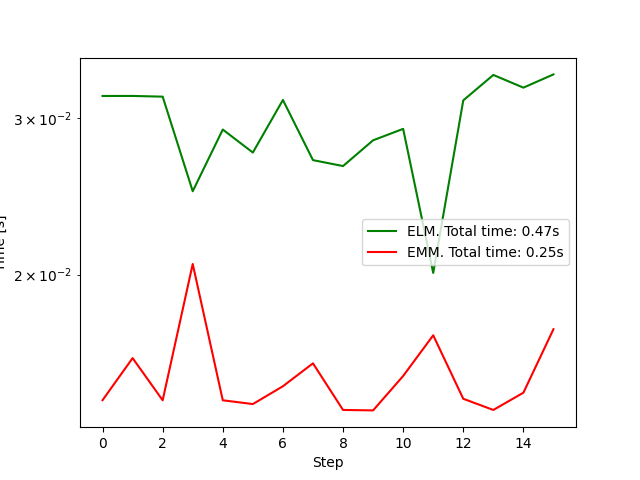 3 × 10⁻²
2 × 10⁻²
Time [s]
ELM. Total time: 0.47s
EMM. Total time: 0.25s
0 2 4 6 8 10 12 14
Step